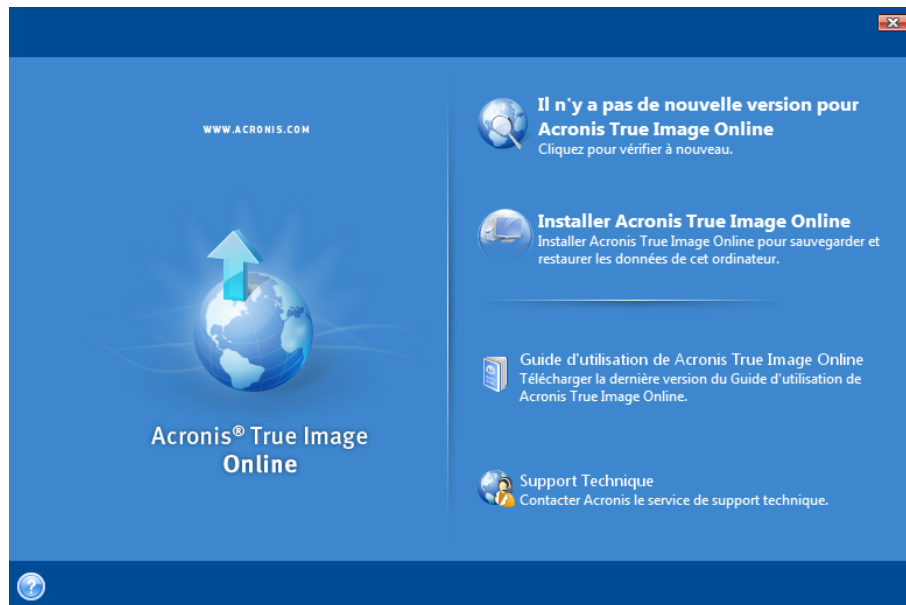 WWW.ACRONIS.COM
Acronis® True Image
Online
Il n'y a pas de nouvelle version pour
Acronis True Image Online
Cliquez pour vérifier à nouveau.
Installer Acronis True Image Online
Installer Acronis True Image Online pour sauvegarder et
restaurer les données de cet ordinateur.
Guide d'utilisation de Acronis True Image Online
Télécharger la dernière version du Guide d'utilisation de
Acronis True Image Online.
Support Technique
Contacter Acronis le service de support technique.
?